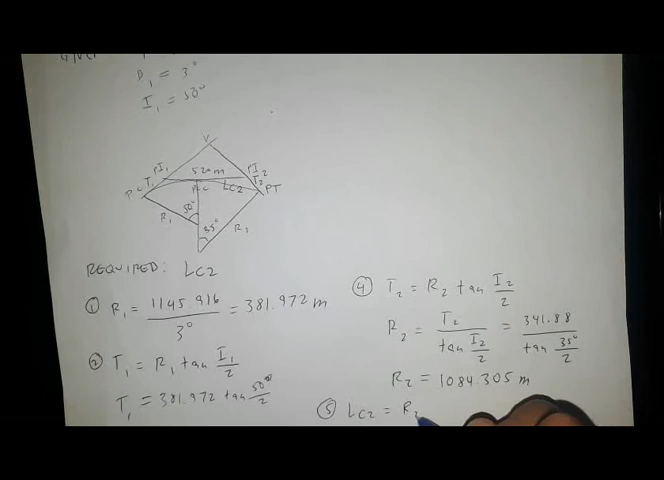 D₁ = 3°
I₁ = 50°
V
PI₁
520 m
PI₂
PC
T₁
PCC
LC2
T₂
PT
R₁
50°
35°
R₂
REQUIRED: LC2
① R₁ = 1145.916 / 3° = 381.972 m
② T₁ = R₁ tan I₁/2
T₁ = 381.972 tan 50°/2
④ T₂ = R₂ tan I₂/2
R₂ = T₂ / tan I₂/2 = 341.88 / tan 35°/2
R₂ = 1084.305 m
⑤ LC2 = R₂